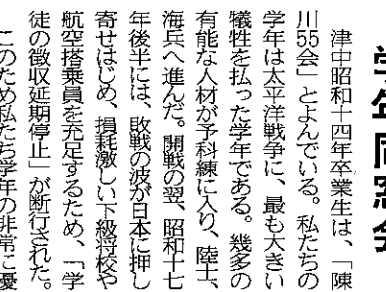 学年同窓会
津中昭和十四年卒業生は、「陳
川55会」とよんでいる。私たちの
学年は太平洋戦争に、最も大きい
犠牲を払った学年である。幾多の
有能な人材が予科練に入り、陸士、
海兵へ進んだ。開戦の翌、昭和十七
年後半には、敗戦の波が日本に押し
寄せはじめ、損耗激しい下級将校や
航空搭乗員を充足するため、「学
徒の徴収延期停止」が断行された。
このため私たち学年の非常に優